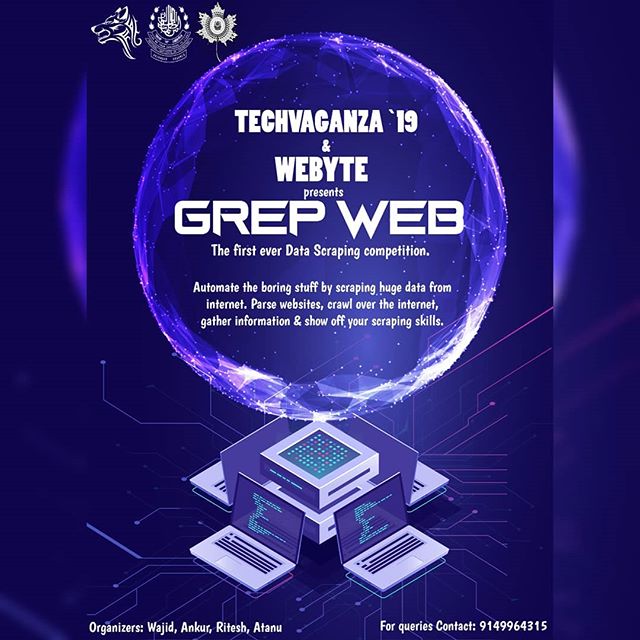 TECHVAGANZA `19
&
WEBYTE
presents
GREP WEB
The first ever Data Scraping competition.
Automate the boring stuff by scraping huge data from
internet. Parse websites, crawl over the internet,
gather information & show off your scraping skills.
Organizers: Wajid, Ankur, Ritesh, Atanu
For queries Contact: 9149964315